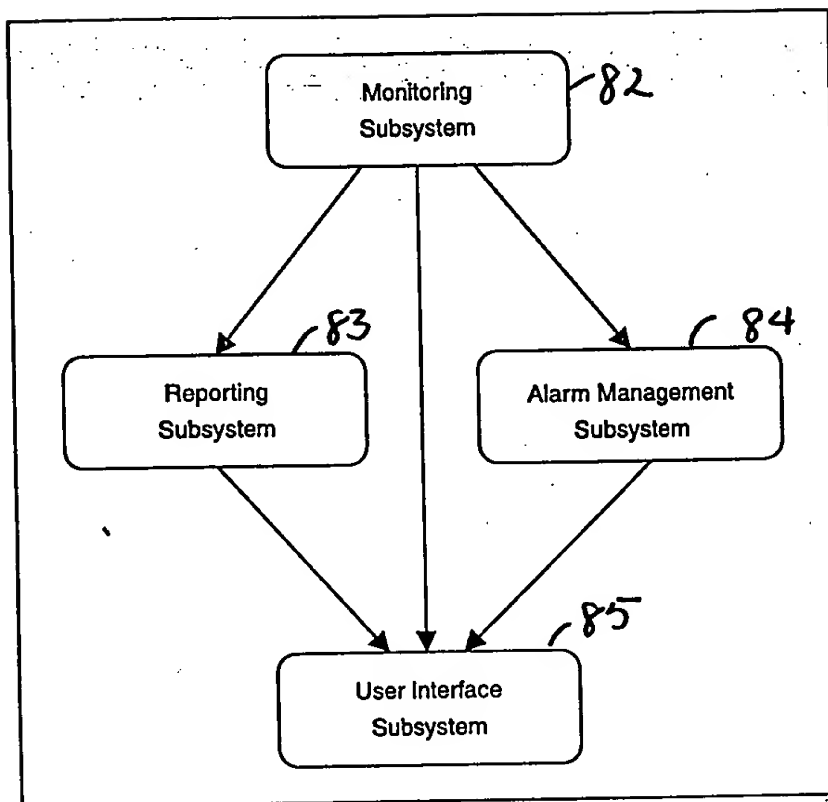 Monitoring
Subsystem
82
83
84
Reporting
Subsystem
Alarm Management
Subsystem
85
User Interface
Subsystem